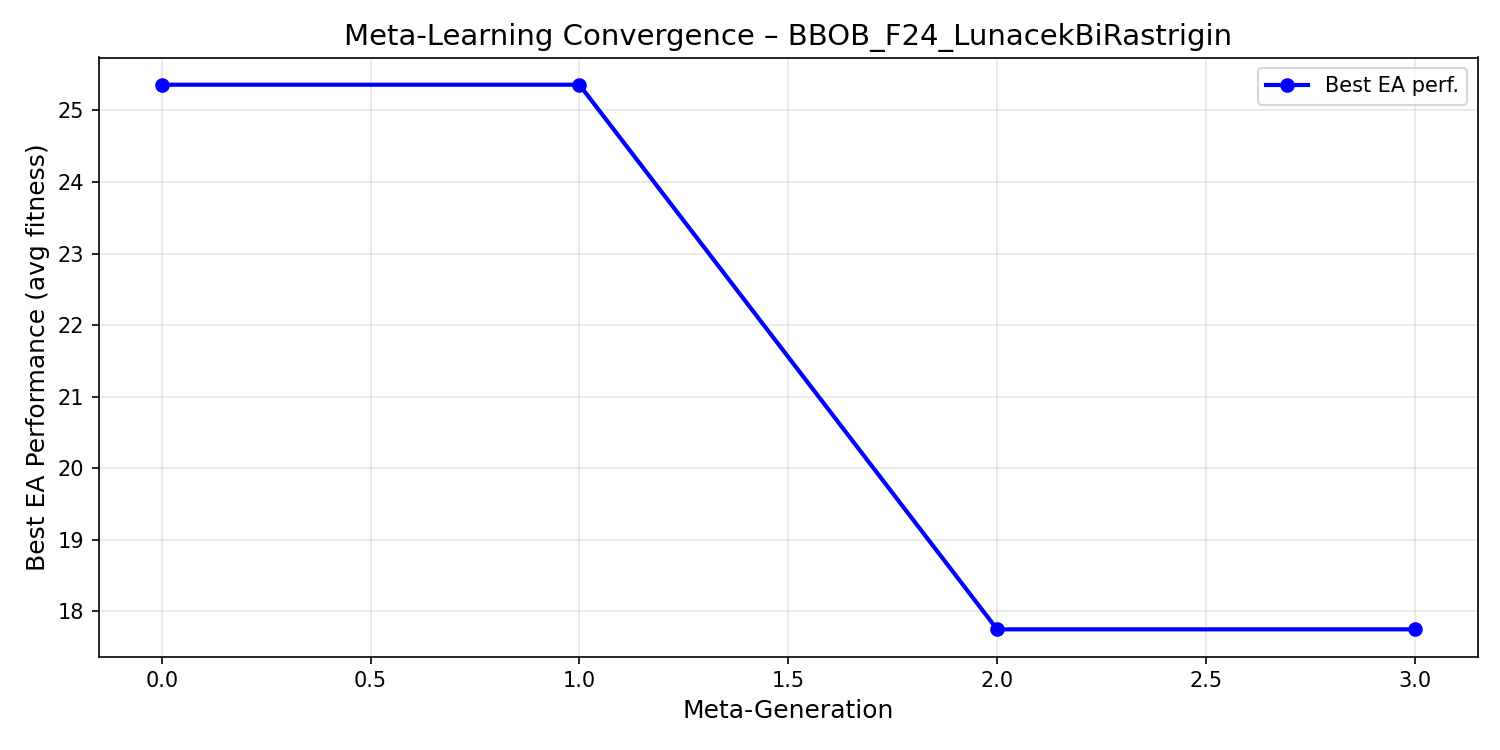 Meta-Learning Convergence – BBOB_F24_LunacekBiRastrigin
Best EA perf.
Best EA Performance (avg fitness)
25
24
23
22
21
20
19
18
0.0 0.5 1.0 1.5 2.0 2.5 3.0
Meta-Generation